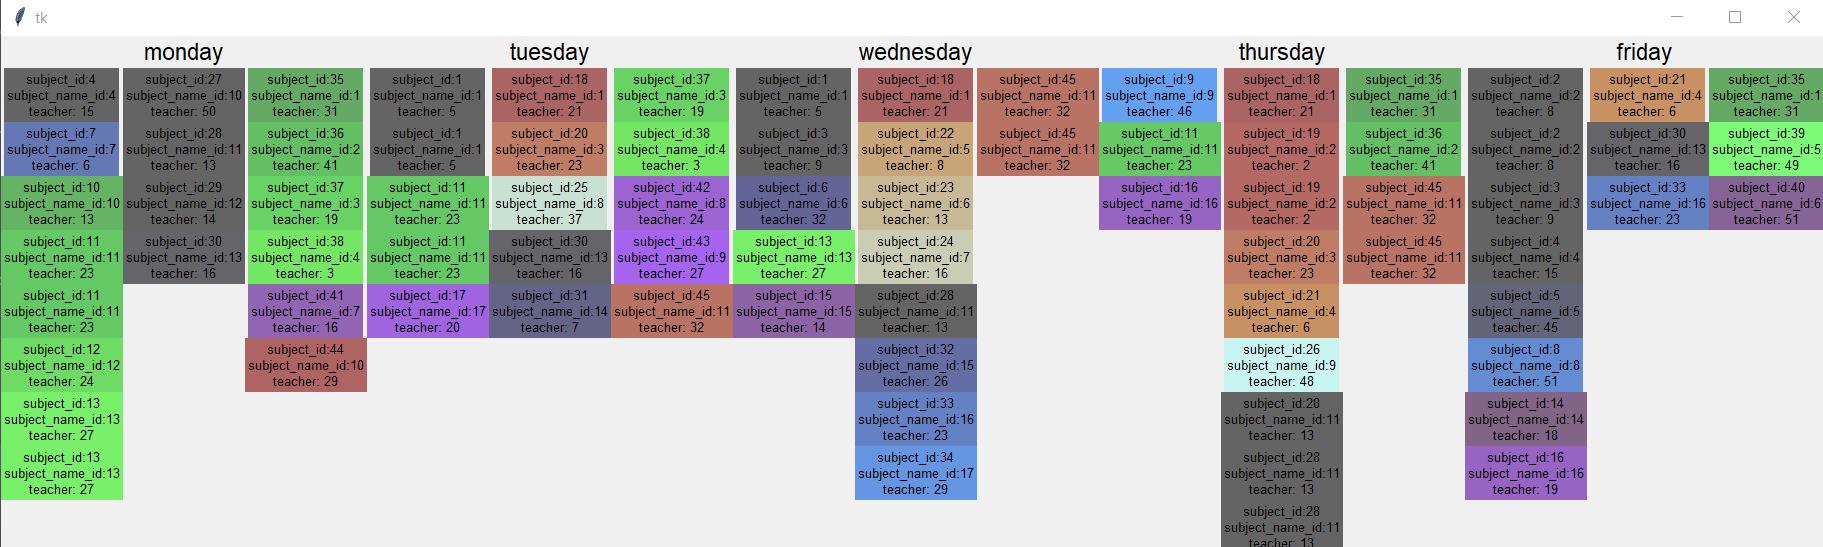 tk
monday
subject_id:4
subject_name_id:4
teacher: 15
subject_id:7
subject_name_id:7
teacher: 6
subject_id:10
subject_name_id:10
teacher: 13
subject_id:11
subject_name_id:11
teacher: 23
subject_id:11
subject_name_id:11
teacher: 23
subject_id:12
subject_name_id:12
teacher: 24
subject_id:13
subject_name_id:13
teacher: 27
subject_id:13
subject_name_id:13
teacher: 27
subject_id:27
subject_name_id:10
teacher: 50
subject_id:28
subject_name_id:11
teacher: 13
subject_id:29
subject_name_id:12
teacher: 14
subject_id:30
subject_name_id:13
teacher: 16
subject_id:35
subject_name_id:1
teacher: 31
subject_id:36
subject_name_id:2
teacher: 41
subject_id:37
subject_name_id:3
teacher: 19
subject_id:38
subject_name_id:4
teacher: 3
subject_id:41
subject_name_id:7
teacher: 16
subject_id:44
subject_name_id:10
teacher: 29
tuesday
subject_id:1
subject_name_id:1
teacher: 5
subject_id:1
subject_name_id:1
teacher: 5
subject_id:11
subject_name_id:11
teacher: 23
subject_id:11
subject_name_id:11
teacher: 23
subject_id:17
subject_name_id:17
teacher: 20
subject_id:18
subject_name_id:1
teacher: 21
subject_id:20
subject_name_id:3
teacher: 23
subject_id:25
subject_name_id:8
teacher: 37
subject_id:30
subject_name_id:13
teacher: 16
subject_id:31
subject_name_id:14
teacher: 7
subject_id:37
subject_name_id:3
teacher: 19
subject_id:38
subject_name_id:4
teacher: 3
subject_id:42
subject_name_id:8
teacher: 24
subject_id:43
subject_name_id:9
teacher: 27
subject_id:45
subject_name_id:11
teacher: 32
wednesday
subject_id:1
subject_name_id:1
teacher: 5
subject_id:3
subject_name_id:3
teacher: 9
subject_id:6
subject_name_id:6
teacher: 32
subject_id:13
subject_name_id:13
teacher: 27
subject_id:15
subject_name_id:15
teacher: 14
subject_id:18
subject_name_id:1
teacher: 21
subject_id:22
subject_name_id:5
teacher: 8
subject_id:23
subject_name_id:6
teacher: 13
subject_id:24
subject_name_id:7
teacher: 16
subject_id:28
subject_name_id:11
teacher: 13
subject_id:32
subject_name_id:15
teacher: 26
subject_id:33
subject_name_id:16
teacher: 23
subject_id:34
subject_name_id:17
teacher: 29
subject_id:45
subject_name_id:11
teacher: 32
subject_id:45
subject_name_id:11
teacher: 32
thursday
subject_id:9
subject_name_id:9
teacher: 46
subject_id:11
subject_name_id:11
teacher: 23
subject_id:16
subject_name_id:16
teacher: 19
subject_id:18
subject_name_id:1
teacher: 21
subject_id:19
subject_name_id:2
teacher: 2
subject_id:19
subject_name_id:2
teacher: 2
subject_id:20
subject_name_id:3
teacher: 23
subject_id:21
subject_name_id:4
teacher: 6
subject_id:26
subject_name_id:9
teacher: 48
subject_id:28
subject_name_id:11
teacher: 13
subject_id:28
subject_name_id:11
teacher: 13
subject_id:28
subject_name_id:11
teacher: 13
subject_id:35
subject_name_id:1
teacher: 31
subject_id:36
subject_name_id:2
teacher: 41
subject_id:45
subject_name_id:11
teacher: 32
subject_id:45
subject_name_id:11
teacher: 32
friday
subject_id:2
subject_name_id:2
teacher: 8
subject_id:2
subject_name_id:2
teacher: 8
subject_id:3
subject_name_id:3
teacher: 9
subject_id:4
subject_name_id:4
teacher: 15
subject_id:5
subject_name_id:5
teacher: 45
subject_id:8
subject_name_id:8
teacher: 51
subject_id:14
subject_name_id:14
teacher: 18
subject_id:16
subject_name_id:16
teacher: 19
subject_id:21
subject_name_id:4
teacher: 6
subject_id:30
subject_name_id:13
teacher: 16
subject_id:33
subject_name_id:16
teacher: 23
subject_id:35
subject_name_id:1
teacher: 31
subject_id:39
subject_name_id:5
teacher: 49
subject_id:40
subject_name_id:6
teacher: 51